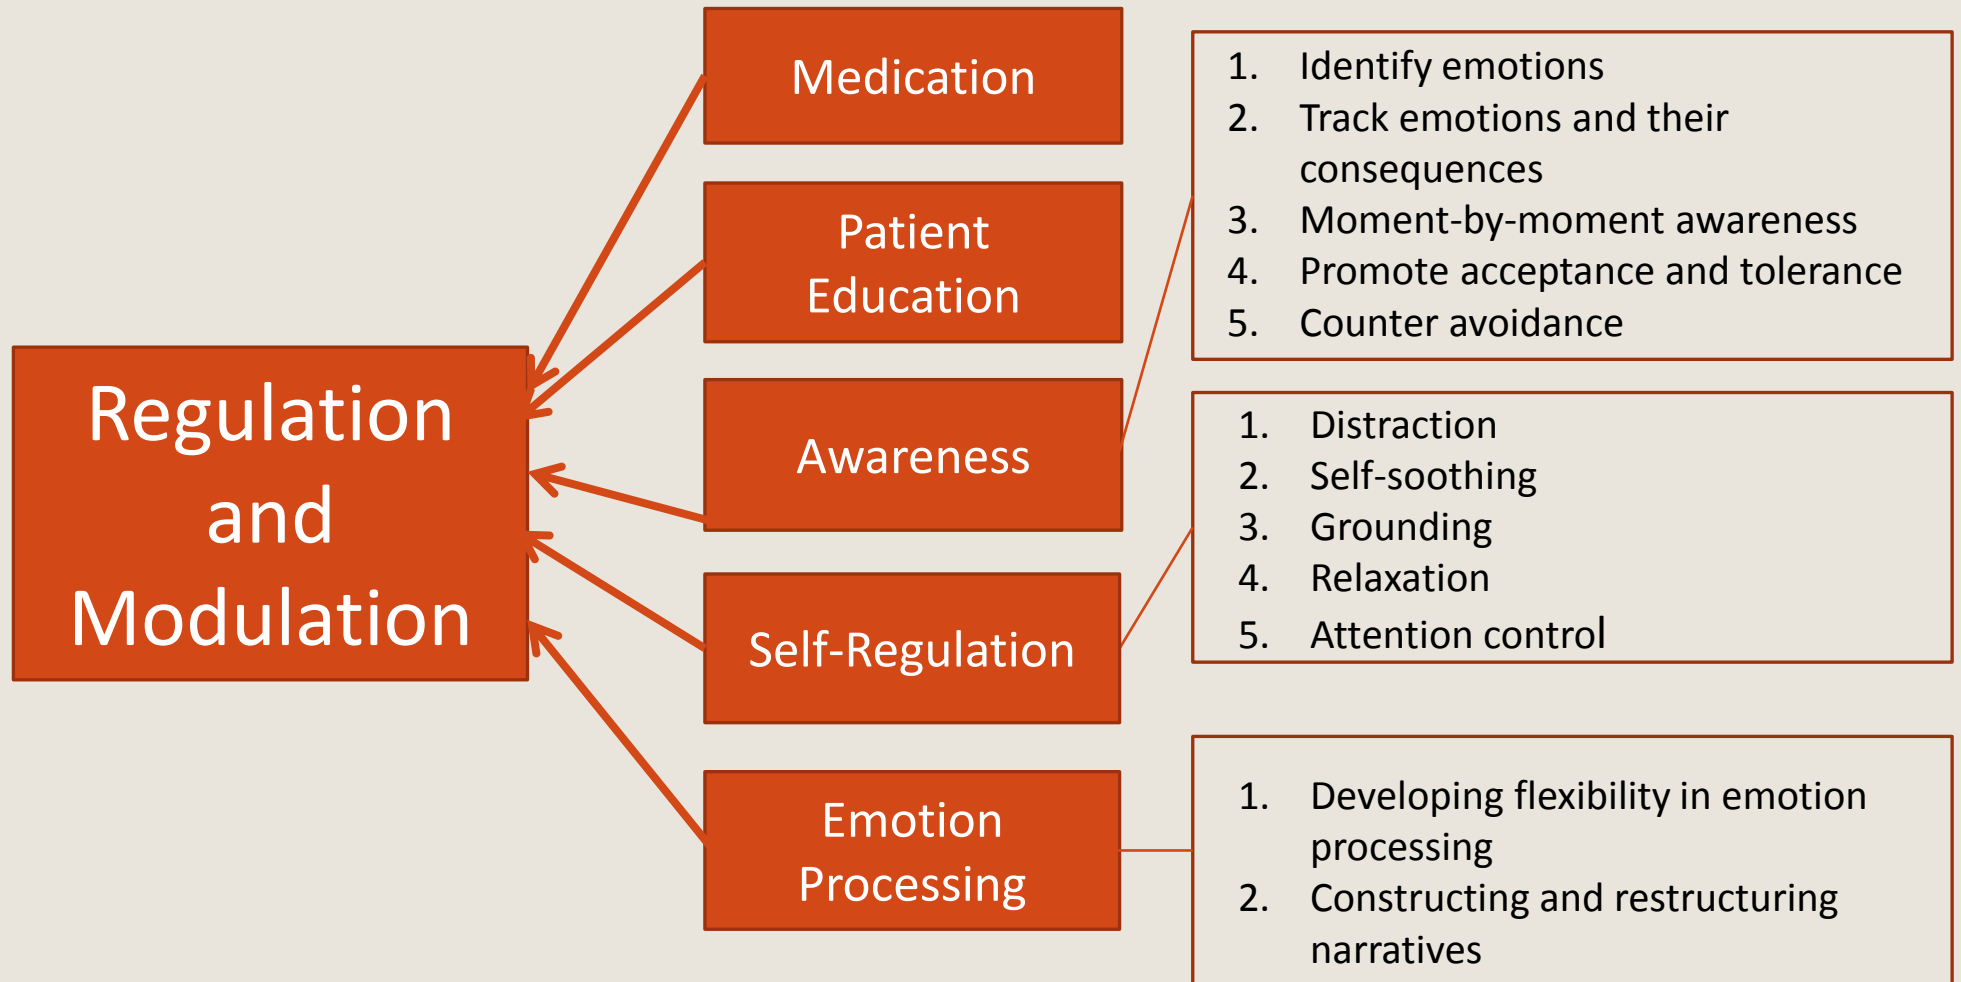 Regulation
and
Modulation
Medication
Patient
Education
Awareness
Self-Regulation
Emotion
Processing
1. Identify emotions
2. Track emotions and their
consequences
3. Moment-by-moment awareness
4. Promote acceptance and tolerance
5. Counter avoidance
1. Distraction
2. Self-soothing
3. Grounding
4. Relaxation
5. Attention control
1. Developing flexibility in emotion
processing
2. Constructing and restructuring
narratives